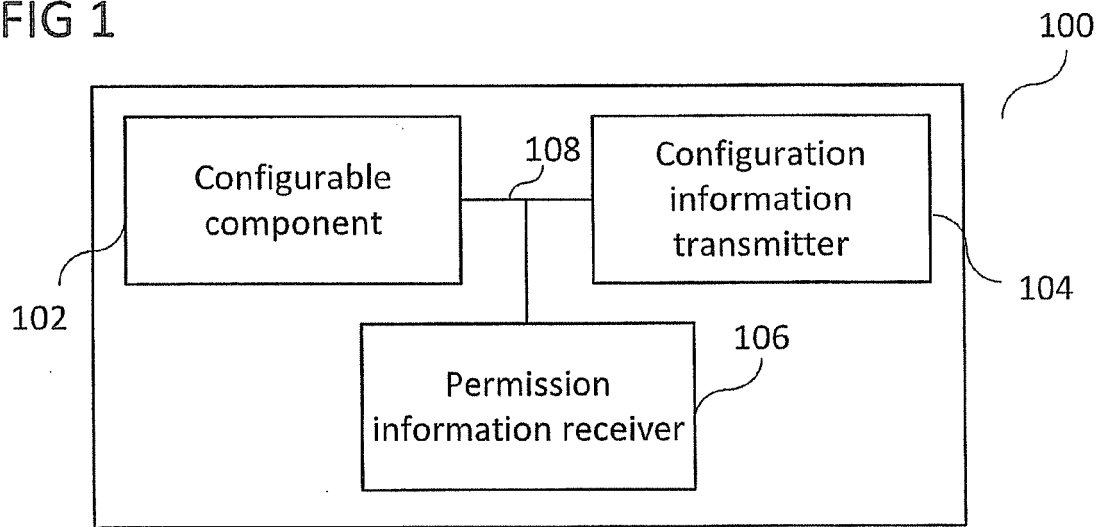 FIG 1
100
Configurable
component
108
Configuration
information
transmitter
102
104
106
Permission
information receiver